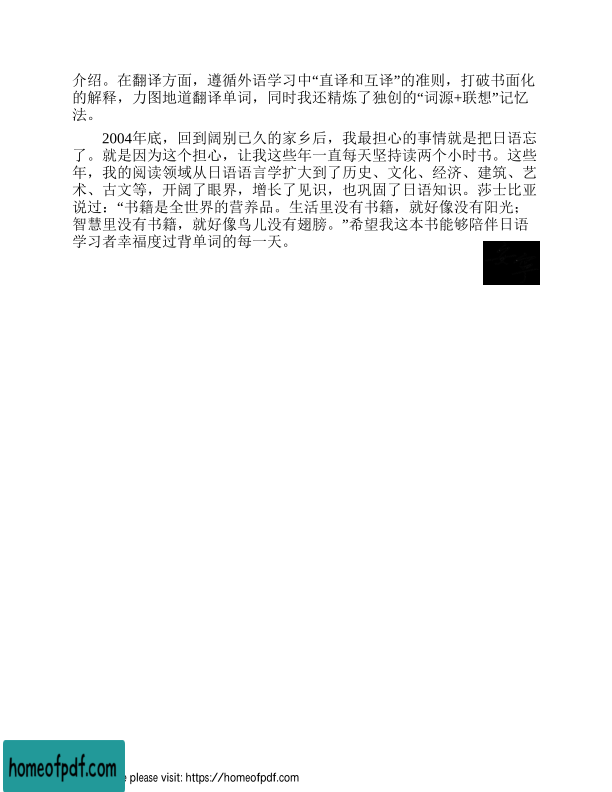 介绍。在翻译方面，遵循外语学习中“直译和互译”的准则，打破书面化
的解释，力图地道翻译单词，同时我还精炼了独创的“词源+联想”记忆
法。
2004年底，回到阔别已久的家乡后，我最担心的事情就是把日语忘
了。就是因为这个担心，让我这些年一直每天坚持读两个小时书。这些
年，我的阅读领域从日语语言学扩大到了历史、文化、经济、建筑、艺
术、古文等，开阔了眼界，增长了见识，也巩固了日语知识。莎士比亚
说过：“书籍是全世界的营养品。生活里没有书籍，就好像没有阳光；
智慧里没有书籍，就好像鸟儿没有翅膀。”希望我这本书能够陪伴日语
学习者幸福度过背单词的每一天。
homeofpdf.com
please visit: https://homeofpdf.com